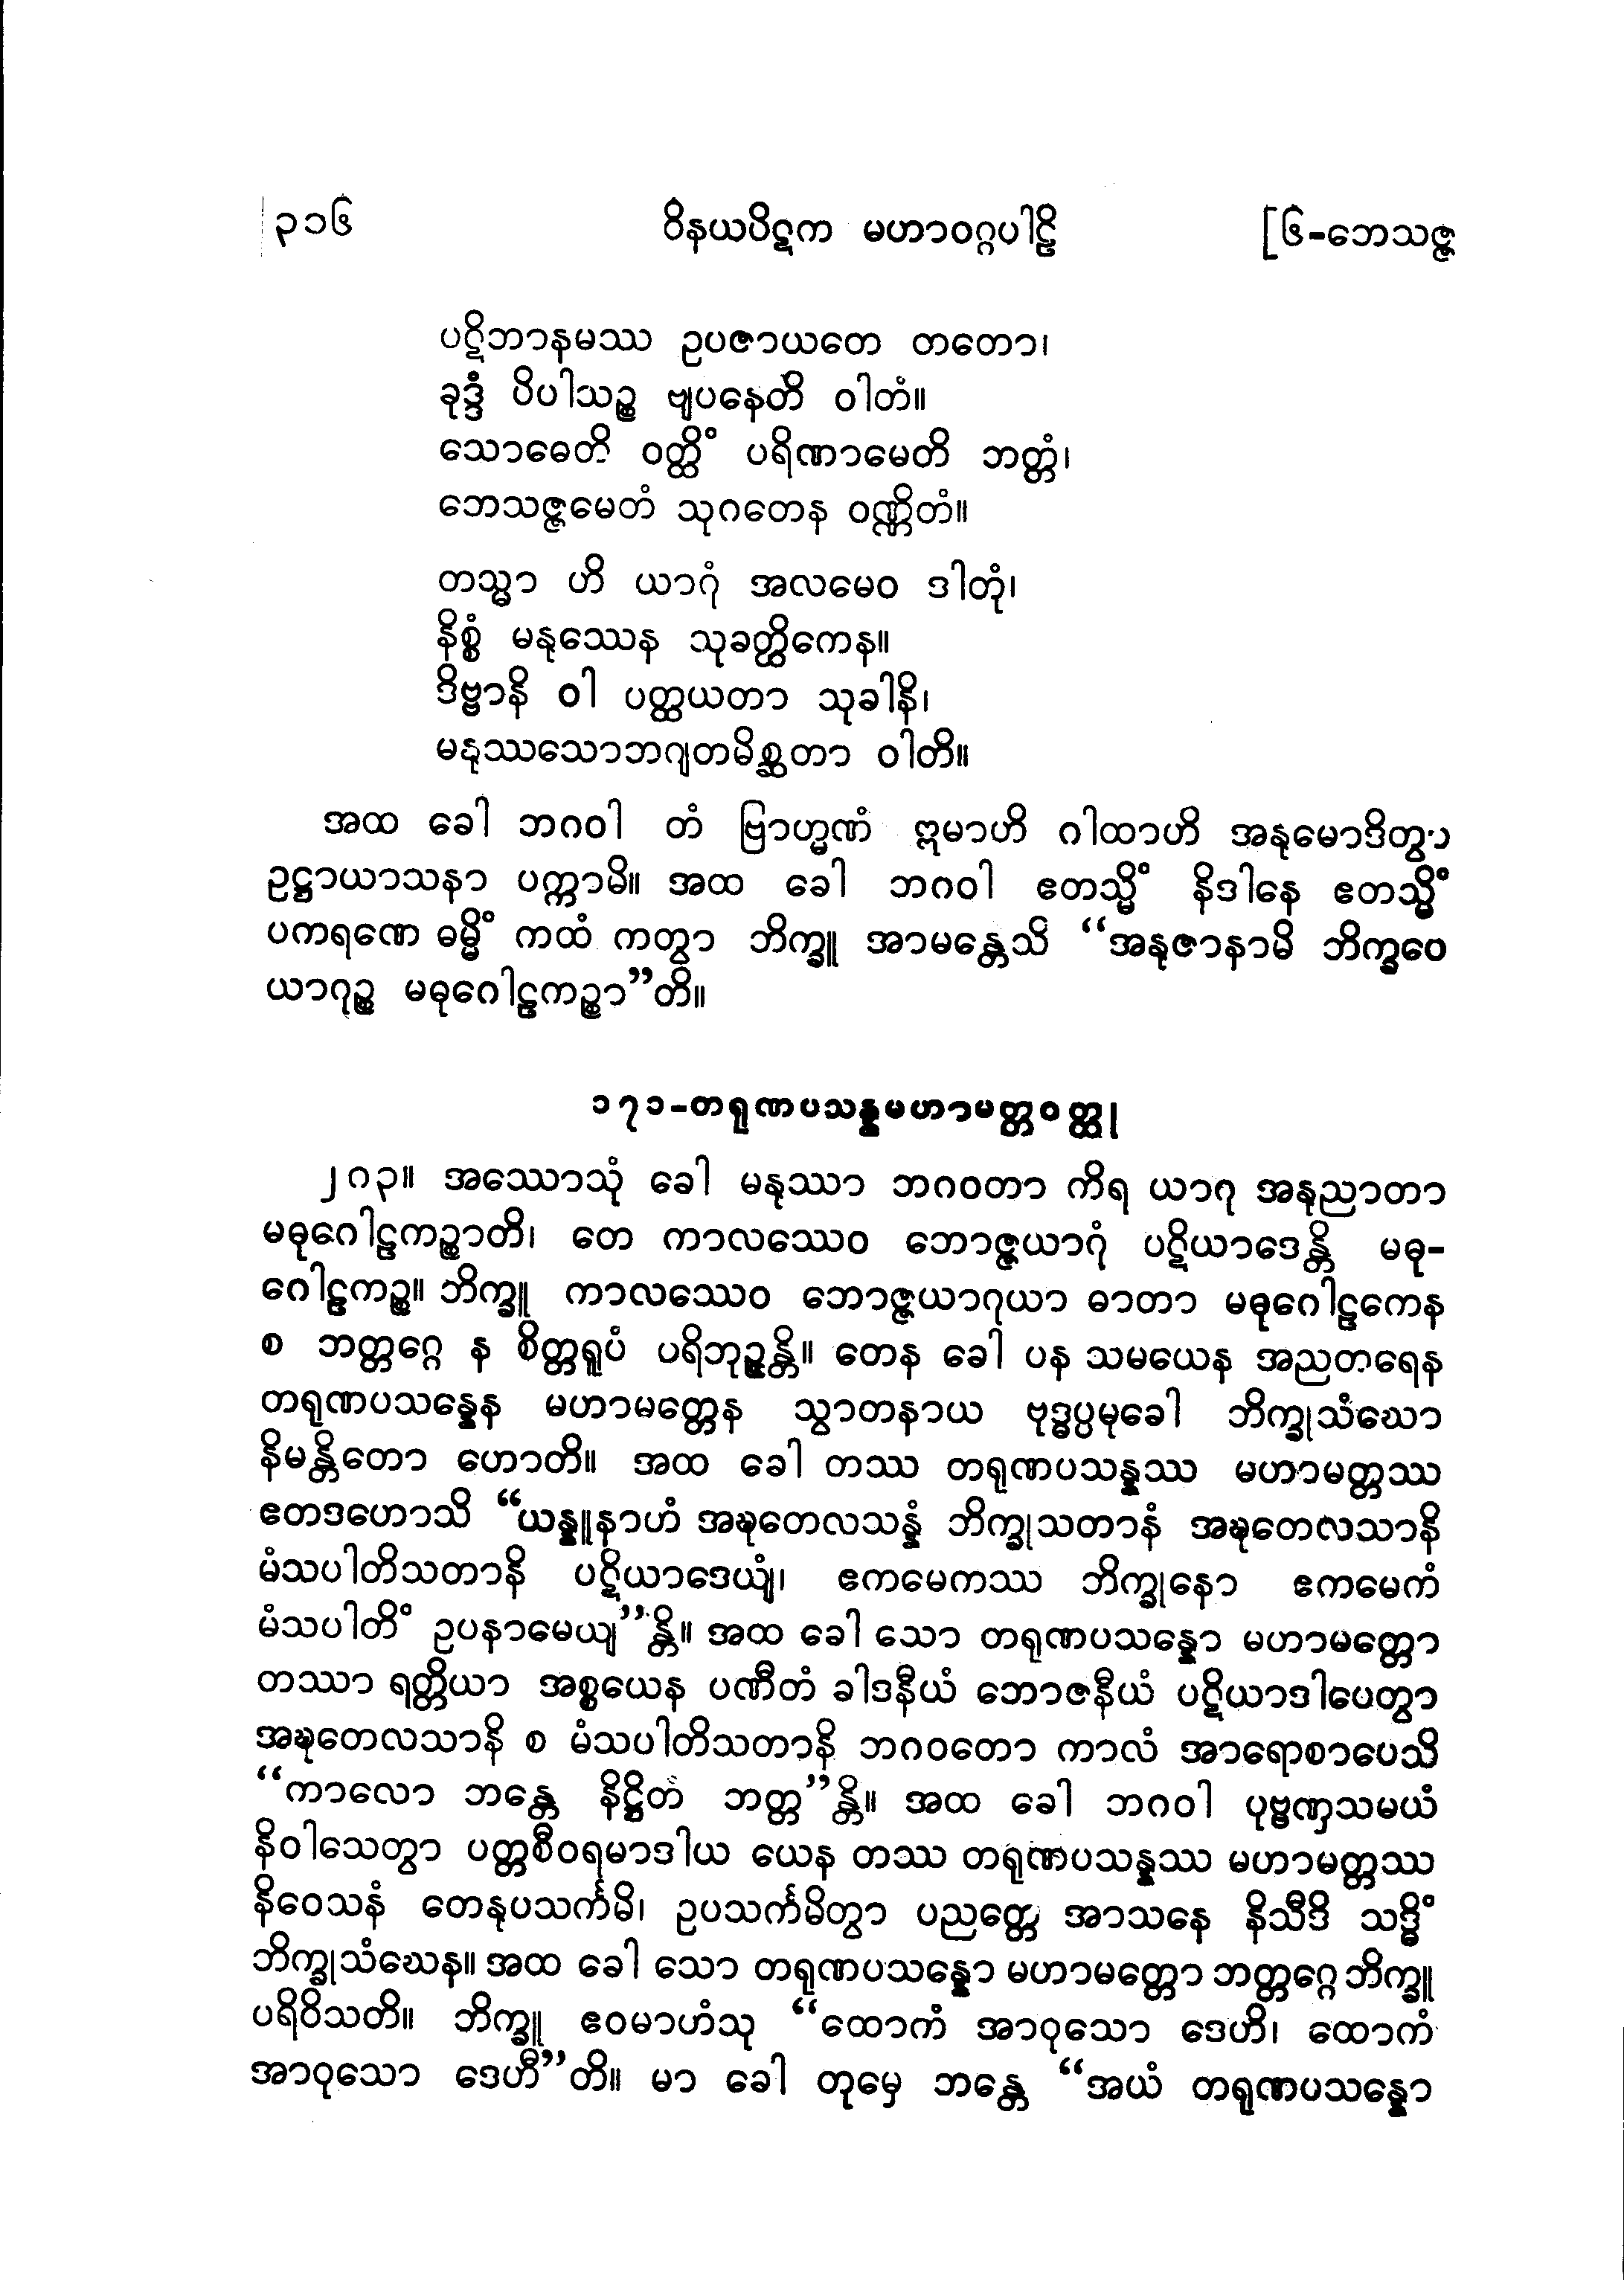 ၃၁၆ ဝိနယပိဋက မဟာဝဂ္ဂပါဠိ [၆-ဘေသဇ္ဇ
ပဋိဘာနမဿ ဥပဇာယတေ တတော၊
ခုဒ္ဒံ ပိပါသဉ္စ ဗျပနေတိ ဝါတံ။
သောဓေတိ ဝတ္ထိံ ပရိဏာမေတိ ဘတ္တံ၊
ဘေသဇ္ဇမေတံ သုဂတေန ဝဏ္ဏိတံ။
တသ္မာ ဟိ ယာဂုံ အလမေဝ ဒါတုံ၊
နိစ္စံ မနုဿေန သုခတ္ထိကေန။
ဒိဗ္ဗာနိ ဝါ ပတ္ထယတာ သုခါနိ၊
မနုဿသောဘဂျတမိစ္ဆတာ ဝါတိ။
အထ ခေါ ဘဂဝါ တံ ဗြာဟ္မဏံ ဣမာဟိ ဂါထာဟိ အနုမောဒိတွာ
ဥဋ္ဌာယာသနာ ပက္ကာမိ။ အထ ခေါ ဘဂဝါ ဧတသ္မိံ နိဒါနေ ဧတသ္မိံ
ပကရဏေ ဓမ္မိံ ကထံ ကတွာ ဘိက္ခူ အာမန္တေသိ “အနုဇာနာမိ ဘိက္ခဝေ
ယာဂုဉ္စ မဓုဂေါဠကဉ္စာ”တိ။
၁၇၁-တရုဏပသန္နမဟာမတ္တဝတ္ထု
၂၈၃။ အဿောသုံ ခေါ မနုဿာ ဘဂဝတာ ကိရ ယာဂု အနုညာတာ
မဓုဂေါဠကဉ္စာတိ၊ တေ ကာလဿေဝ ဘောဇ္ဇယာဂုံ ပဋိယာဒေန္တိ မဓု-
ဂေါဠကဉ္စ။ ဘိက္ခူ ကာလဿေဝ ဘောဇ္ဇယာဂုယာ ဓာတာ မဓုဂေါဠကေန
စ ဘတ္တဂ္ဂေ န စိတ္တရူပံ ပရိဘုဉ္ဇန္တိ။ တေန ခေါ ပန သမယေန အညတရေန
တရုဏပသန္နေန မဟာမတ္တေန သွာတနာယ ဗုဒ္ဓပ္ပမုခေါ ဘိက္ခုသံဃော
နိမန္တိတော ဟောတိ။ အထ ခေါ တဿ တရုဏပသန္နဿ မဟာမတ္တဿ
ဧတဒဟောသိ “ယန္နူနာဟံ အဍ္ဎတေလသန္နံ ဘိက္ခုသတာနံ အဍ္ဎတေလသာနိ
မံသပါတိသတာနိ ပဋိယာဒေယျံ၊ ဧကမေကဿ ဘိက္ခုနော ဧကမေကံ
မံသပါတိံ ဥပနာမေယျ”န္တိ။ အထ ခေါ သော တရုဏပသန္နော မဟာမတ္တော
တဿာ ရတ္တိယာ အစ္စယေန ပဏီတံ ခါဒနီယံ ဘောဇနီယံ ပဋိယာဒါပေတွာ
အဍ္ဎတေလသာနိ စ မံသပါတိသတာနိ ဘဂဝတော ကာလံ အာရောစာပေသိ
“ကာလော ဘန္တေ နိဋ္ဌိတံ ဘတ္တ”န္တိ။ အထ ခေါ ဘဂဝါ ပုဗ္ဗဏှသမယံ
နိဝါသေတွာ ပတ္တစီဝရမာဒါယ ယေန တဿ တရုဏပသန္နဿ မဟာမတ္တဿ
နိဝေသနံ တေနုပသင်္ကမိ၊ ဥပသင်္ကမိတွာ ပညတ္တေ အာသနေ နိသီဒိ သဒ္ဓိံ
ဘိက္ခုသံဃေန။ အထ ခေါ သော တရုဏပသန္နော မဟာမတ္တော ဘတ္တဂ္ဂေ ဘိက္ခူ
ပရိဝိသတိ။ ဘိက္ခူ ဧဝမာဟံသု “ထောကံ အာဝုသော ဒေဟိ၊ ထောကံ
အာဝုသော ဒေဟီ”တိ။ မာ ခေါ တုမှေ ဘန္တေ “အယံ တရုဏပသန္နော